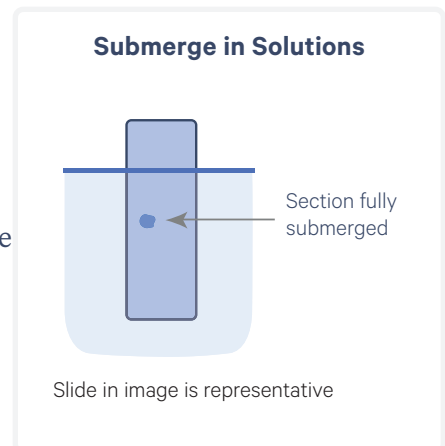 Submerge in Solutions
Section fully
submerged
e
Slide in image is representative